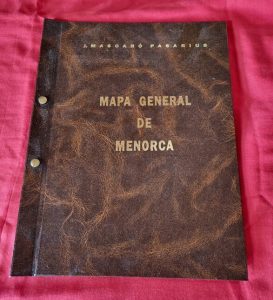 J.MASCARÓ PASARIUS
MAPA GENERAL
DE
MENORCA